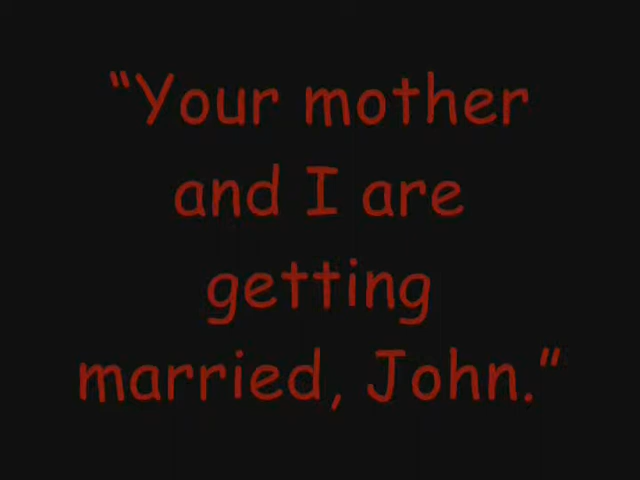 “Your mother
and I are
getting
married, John.”